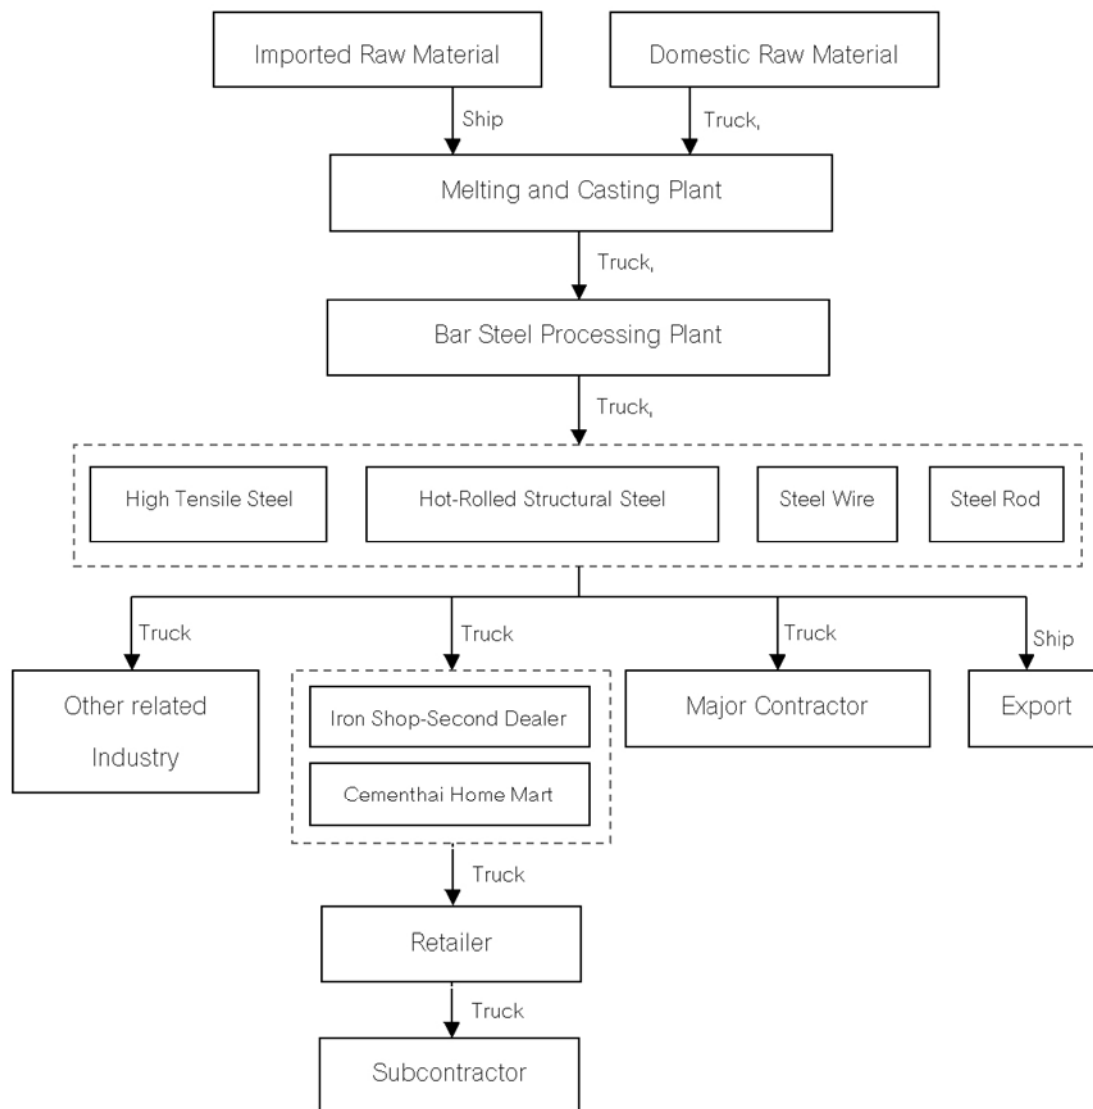 Imported Raw Material
Domestic Raw Material
Ship
Truck,
Melting and Casting Plant
Truck,
Bar Steel Processing Plant
Truck,
High Tensile Steel
Hot-Rolled Structural Steel
Steel Wire
Steel Rod
Truck
Truck
Truck
Ship
Other related
Industry
Iron Shop-Second Dealer
Cementhai Home Mart
Major Contractor
Export
Truck
Retailer
Truck
Subcontractor